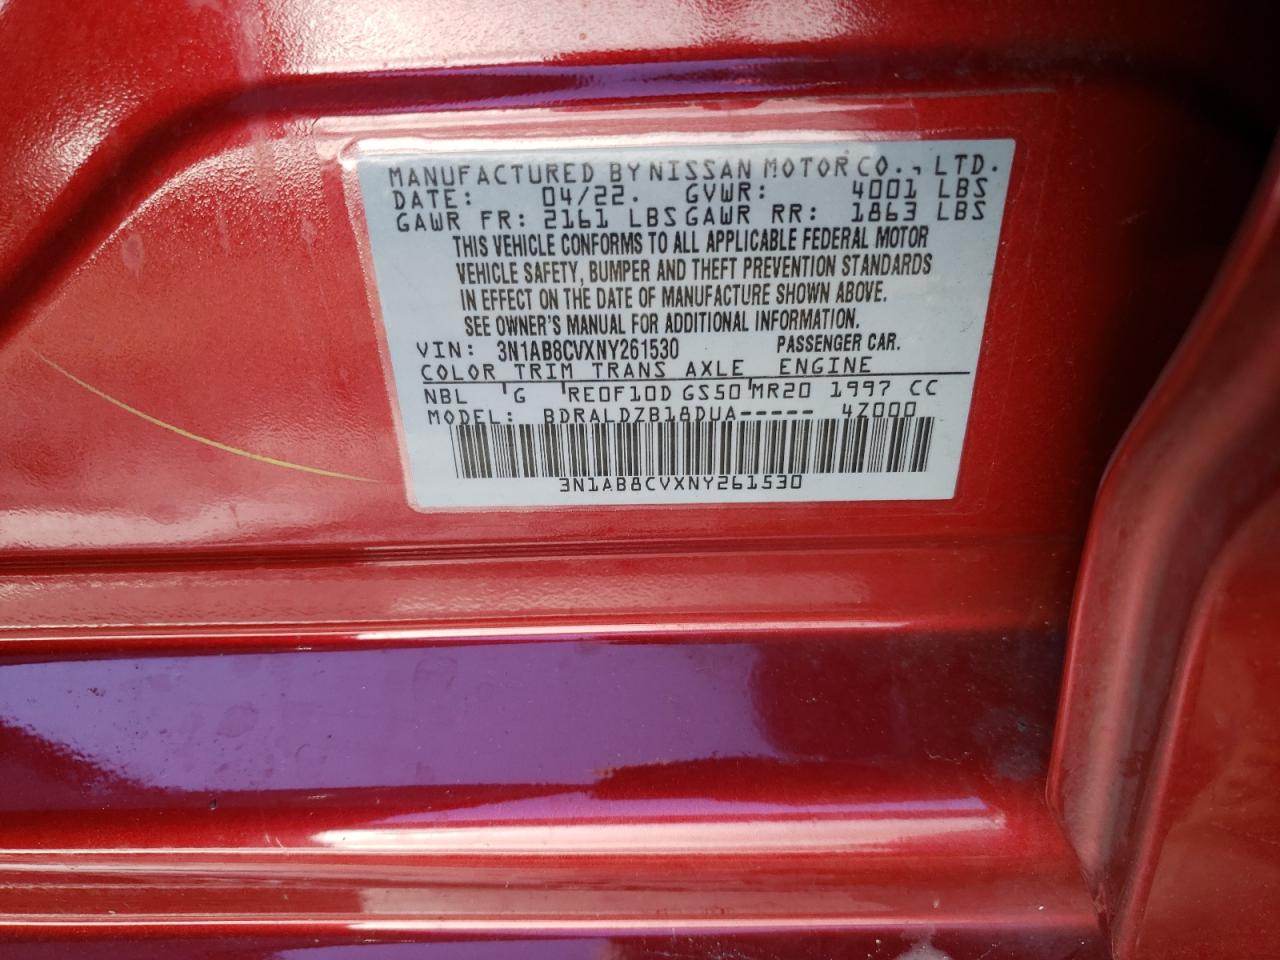 MANUFACTURED BY NISSAN MOTOR CO., LTD.
DATE: 04/22. GVWR: 4001 LBS
GAWR FR: 2161 LBS GAWR RR: 1863 LBS
THIS VEHICLE CONFORMS TO ALL APPLICABLE FEDERAL MOTOR
VEHICLE SAFETY, BUMPER AND THEFT PREVENTION STANDARDS
IN EFFECT ON THE DATE OF MANUFACTURE SHOWN ABOVE.
SEE OWNER'S MANUAL FOR ADDITIONAL INFORMATION.
VIN: 3N1AB8CVXNY261530 PASSENGER CAR.
COLOR TRIM TRANS AXLE ENGINE
NBL G RE0F10D GS50 MR20 1997 CC
MODEL: BDRALDZB18DUA----- 4Z000
3N1AB8CVXNY261530